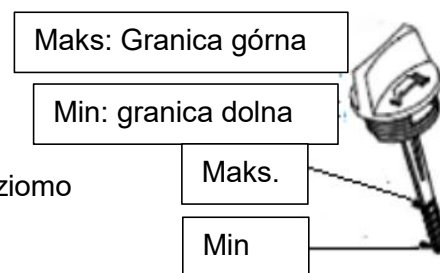 Maks: Granica górna
Min: granica dolna
ziomo
Maks.
Min